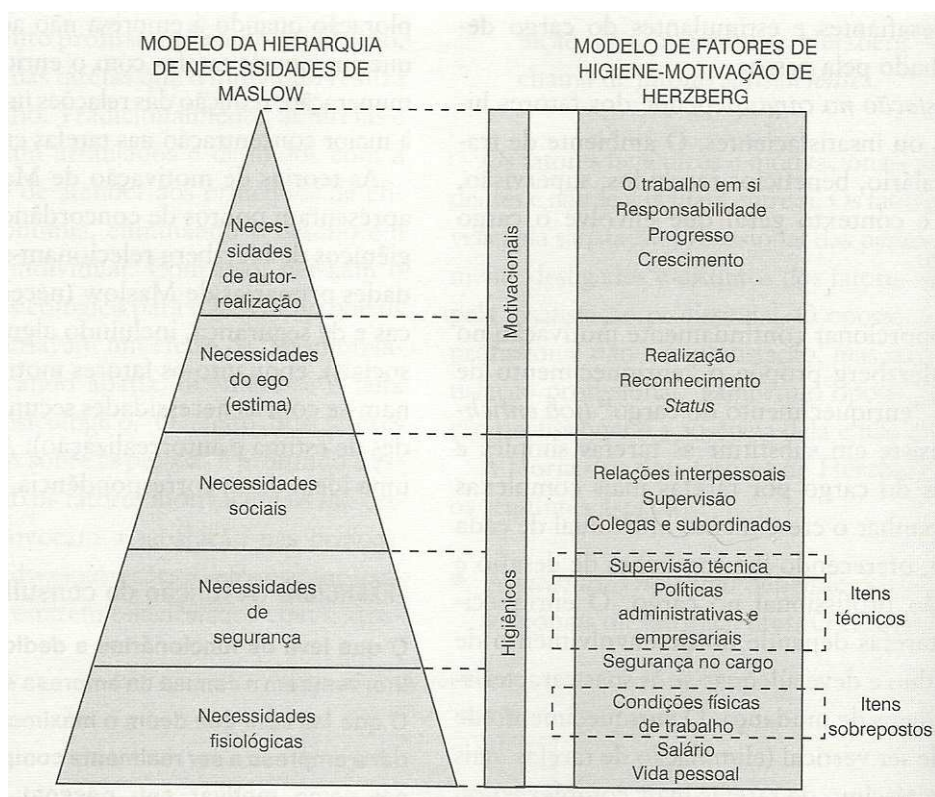 MODELO DA HIERARQUIA
DE NECESSIDADES DE
MASLOW
MODELO DE FATORES DE
HIGIENE-MOTIVAÇÃO DE
HERZBERG
Neces-
sidades
de autor-
realização
Necessidades
do ego
(estima)
Necessidades
sociais
Necessidades
de
segurança
Necessidades
fisiológicas
Motivacionais
Higiênicos
O trabalho em si
Responsabilidade
Progresso
Crescimento
Realização
Reconhecimento
Status
Relações interpessoais
Supervisão
Colegas e subordinados
Supervisão técnica
Políticas
administrativas e
empresariais
Segurança no cargo
Condições físicas
de trabalho
Salário
Vida pessoal
Itens
técnicos
Itens
sobrepostos